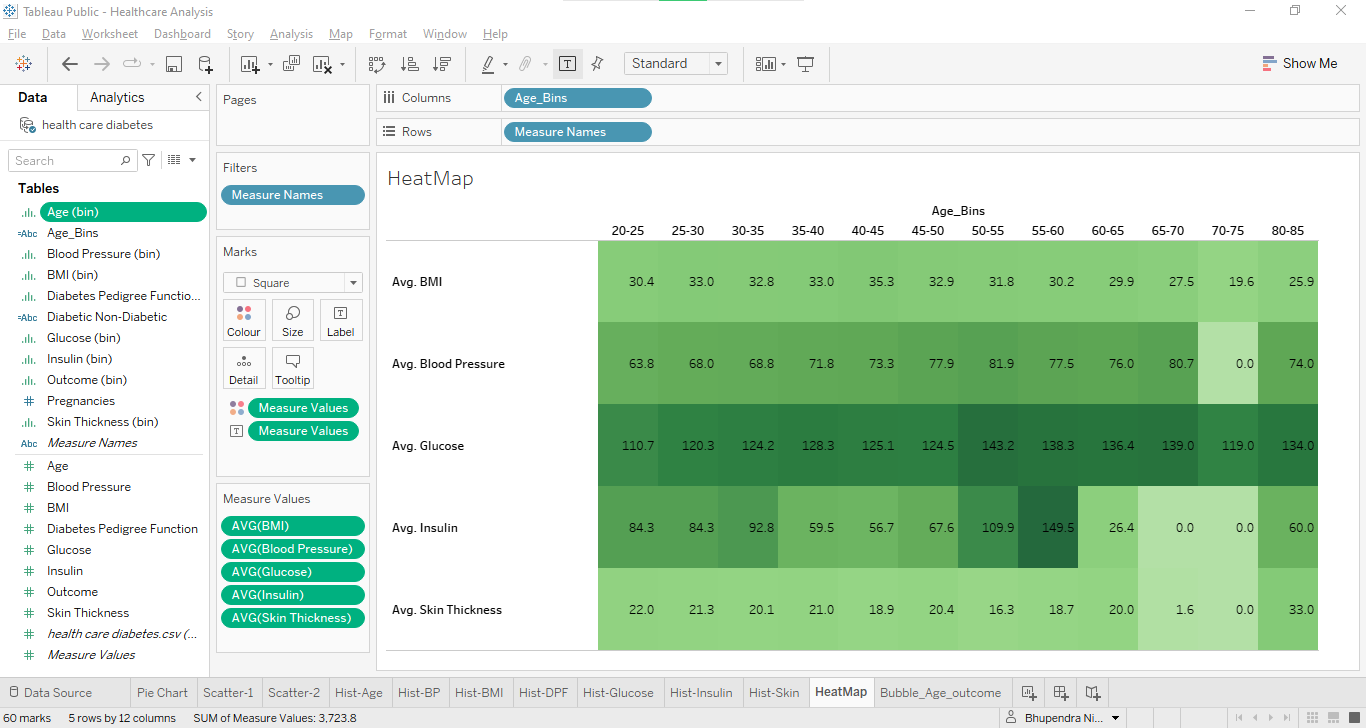 Tableau Public - Healthcare Analysis
File Data Worksheet Dashboard Story Analysis Map Format Window Help
Standard
Show Me
Data Analytics
health care diabetes
Search
Tables
Age (bin)
Abc Age_Bins
Blood Pressure (bin)
BMI (bin)
Diabetes Pedigree Functio...
Abc Diabetic Non-Diabetic
Glucose (bin)
Insulin (bin)
Outcome (bin)
Pregnancies
Skin Thickness (bin)
Abc Measure Names
Age
Blood Pressure
BMI
Diabetes Pedigree Function
Glucose
Insulin
Outcome
Skin Thickness
health care diabetes.csv (...
Measure Values
Pages
Filters
Measure Names
Marks
Square
Colour Size Label
Detail Tooltip
Measure Values
Measure Values
Measure Values
AVG(BMI)
AVG(Blood Pressure)
AVG(Glucose)
AVG(Insulin)
AVG(Skin Thickness)
Columns Age_Bins
Rows Measure Names
HeatMap
Age_Bins
20-25 25-30 30-35 35-40 40-45 45-50 50-55 55-60 60-65 65-70 70-75 80-85
Avg. BMI 30.4 33.0 32.8 33.0 35.3 32.9 31.8 30.2 29.9 27.5 19.6 25.9
Avg. Blood Pressure 63.8 68.0 68.8 71.8 73.3 77.9 81.9 77.5 76.0 80.7 0.0 74.0
Avg. Glucose 110.7 120.3 124.2 128.3 125.1 124.5 143.2 138.3 136.4 139.0 119.0 134.0
Avg. Insulin 84.3 84.3 92.8 59.5 56.7 67.6 109.9 149.5 26.4 0.0 0.0 60.0
Avg. Skin Thickness 22.0 21.3 20.1 21.0 18.9 20.4 16.3 18.7 20.0 1.6 0.0 33.0
Data Source Pie Chart Scatter-1 Scatter-2 Hist-Age Hist-BP Hist-BMI Hist-DPF Hist-Glucose Hist-Insulin Hist-Skin HeatMap Bubble_Age_outcome
60 marks 5 rows by 12 columns SUM of Measure Values: 3,723.8 Bhupendra Ni...